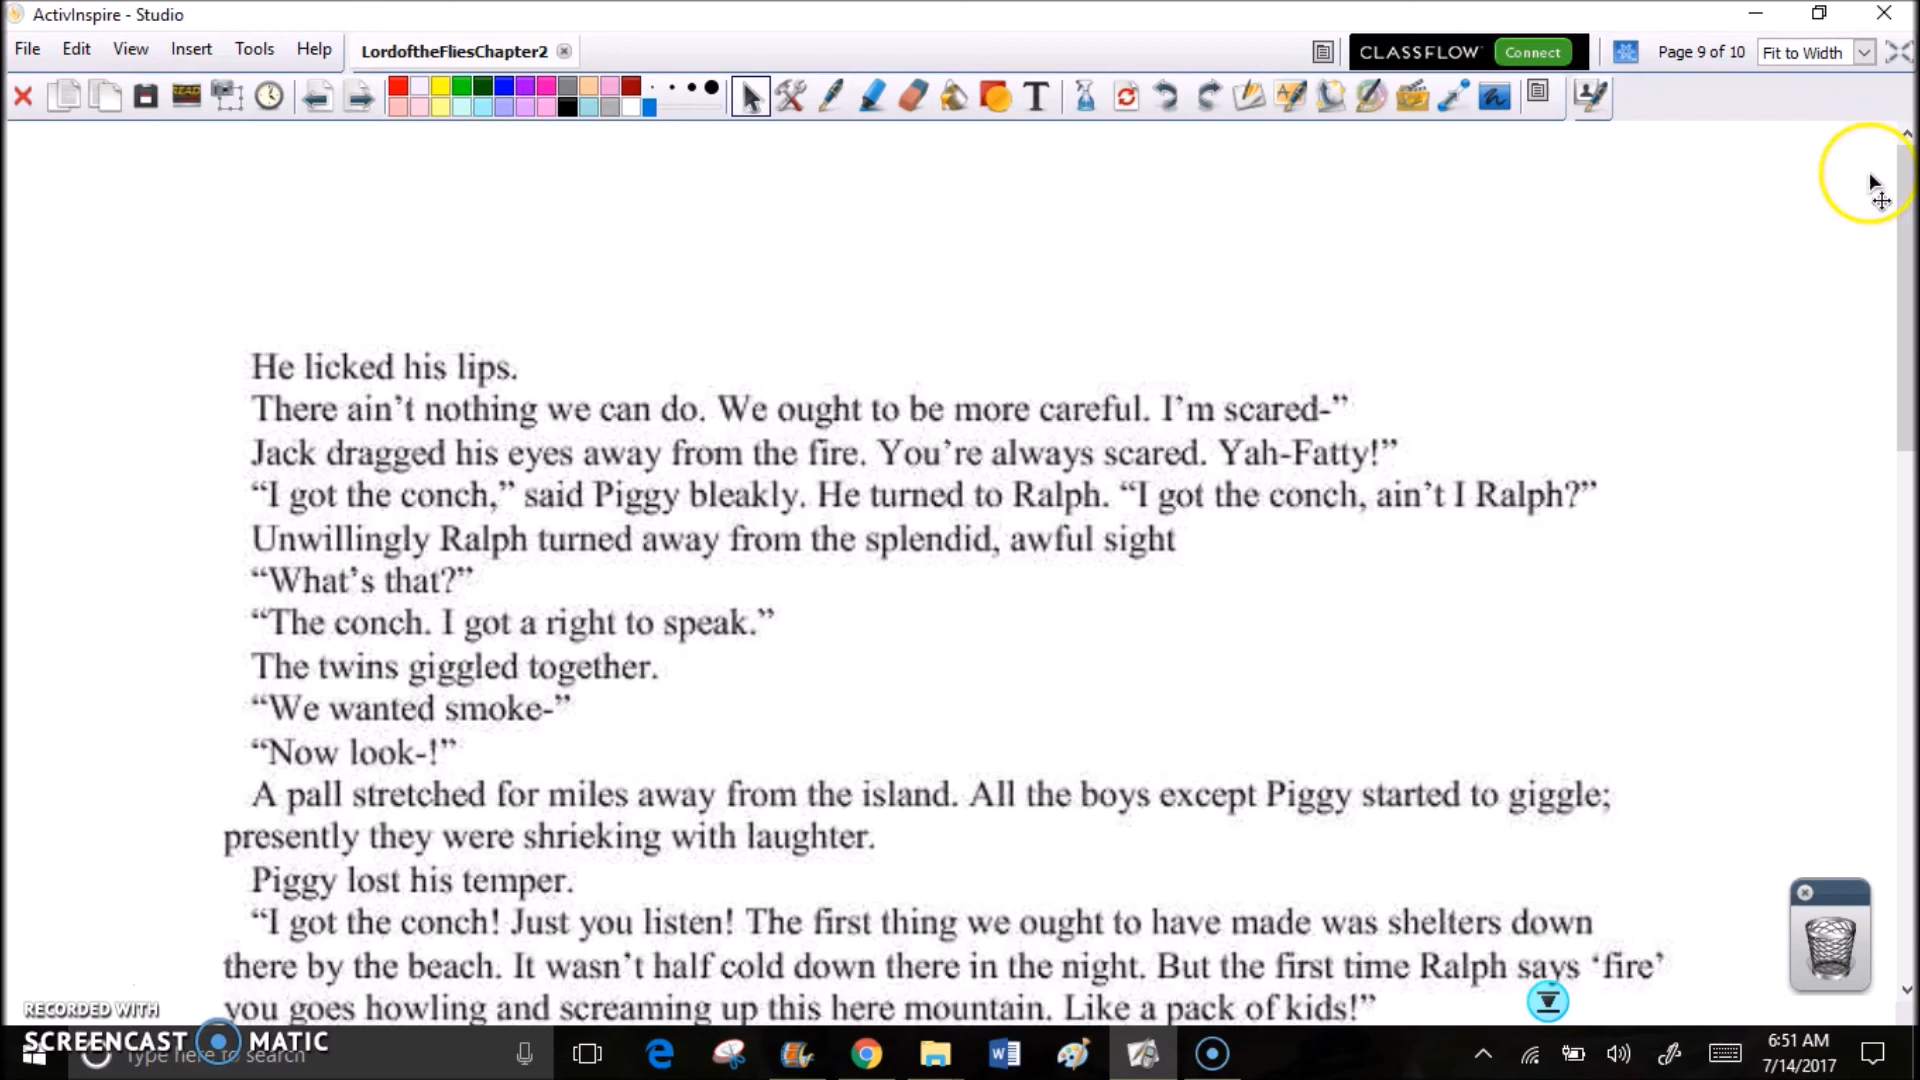 ActivInspire - Studio
File Edit View Insert Tools Help LordoftheFliesChapter2 CLASSFLOW Connect Page 9 of 10 Fit to Width
READ
He licked his lips.
There ain’t nothing we can do. We ought to be more careful. I’m scared-”
Jack dragged his eyes away from the fire. You’re always scared. Yah-Fatty!”
“I got the conch,” said Piggy bleakly. He turned to Ralph. “I got the conch, ain’t I Ralph?”
Unwillingly Ralph turned away from the splendid, awful sight
“What’s that?”
“The conch. I got a right to speak.”
The twins giggled together.
“We wanted smoke-”
“Now look-!”
A pall stretched for miles away from the island. All the boys except Piggy started to giggle;
presently they were shrieking with laughter.
Piggy lost his temper.
“I got the conch! Just you listen! The first thing we ought to have made was shelters down
there by the beach. It wasn’t half cold down there in the night. But the first time Ralph says ‘fire’
you goes howling and screaming up this here mountain. Like a pack of kids!”
RECORDED WITH
SCREENCAST MATIC
Type here to search
6:51 AM
7/14/2017